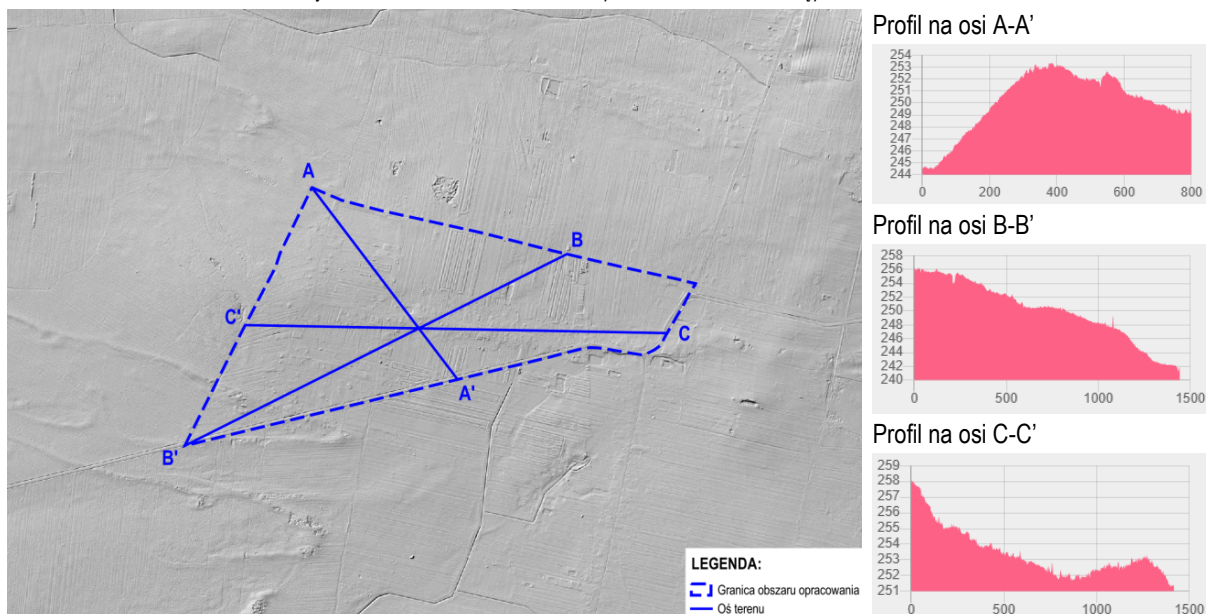 Profil na osi A-A’
254
253
252
251
250
249
248
247
246
245
244
0 200 400 600 800
Profil na osi B-B’
258
256
254
252
250
248
246
244
242
240
0 500 1000 1500
Profil na osi C-C’
259
258
257
256
255
254
253
252
251
0 500 1000 1500
A
B
C'
C
A'
B'
LEGENDA:
Granica obszaru opracowania
Oś terenu